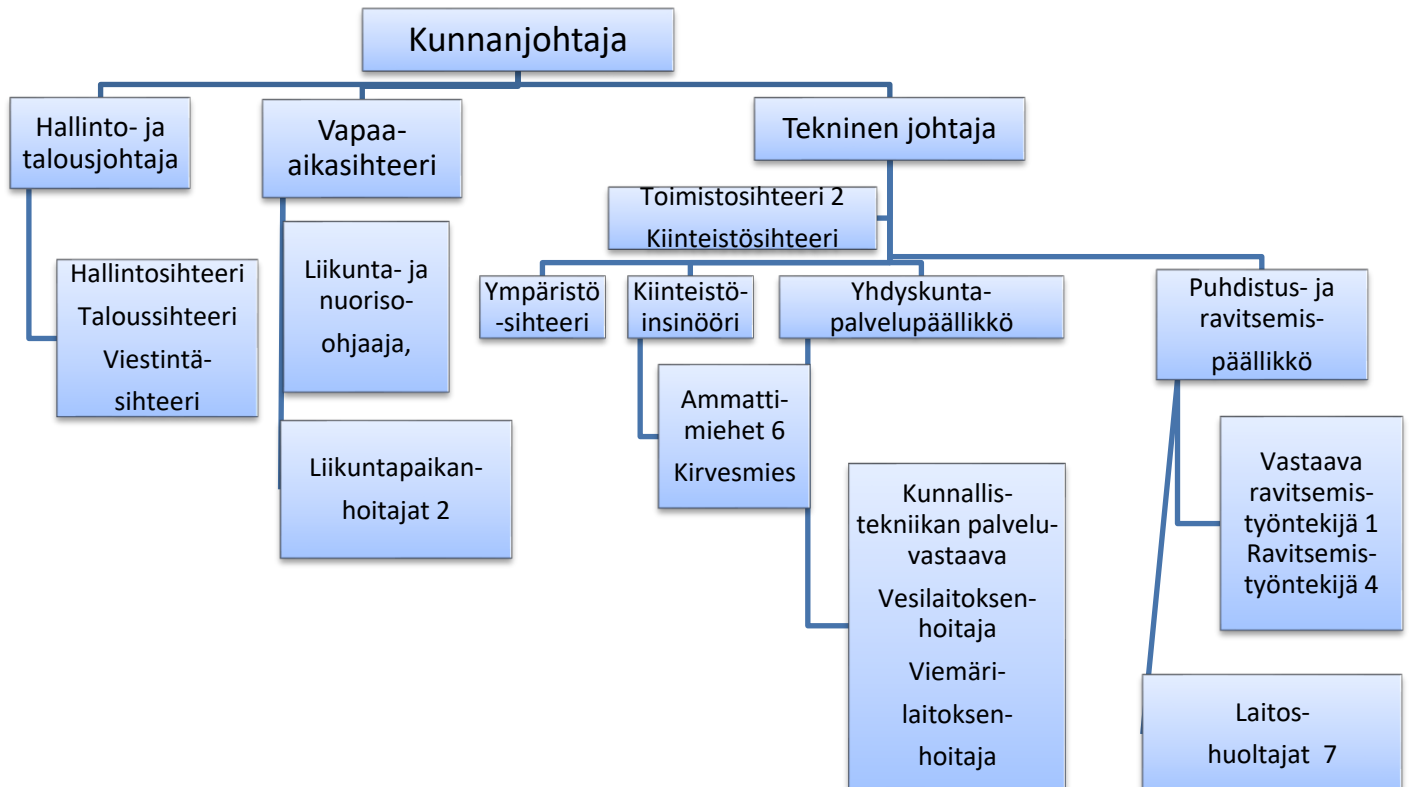 Kunnanjohtaja
Hallinto- ja
talousjohtaja
Vapaa-
aikasihteeri
Tekninen johtaja
Toimistosihteeri 2
Kiinteistösihteeri
Hallintosihteeri
Taloussihteeri
Viestintä-
sihteeri
Liikunta- ja
nuoriso-
ohjaaja,
Liikuntapaikan-
hoitajat 2
Ympäristö
-sihteeri
Kiinteistö-
insinööri
Yhdyskunta-
palvelupäällikkö
Puhdistus- ja
ravitsemis-
päällikkö
Ammatti-
miehet 6
Kirvesmies
Kunnallis-
tekniikan palvelu-
vastaava
Vesilaitoksen-
hoitaja
Viemäri-
laitoksen-
hoitaja
Vastaava
ravitsemis-
työntekijä 1
Ravitsemis-
työntekijä 4
Laitos-
huoltajat 7